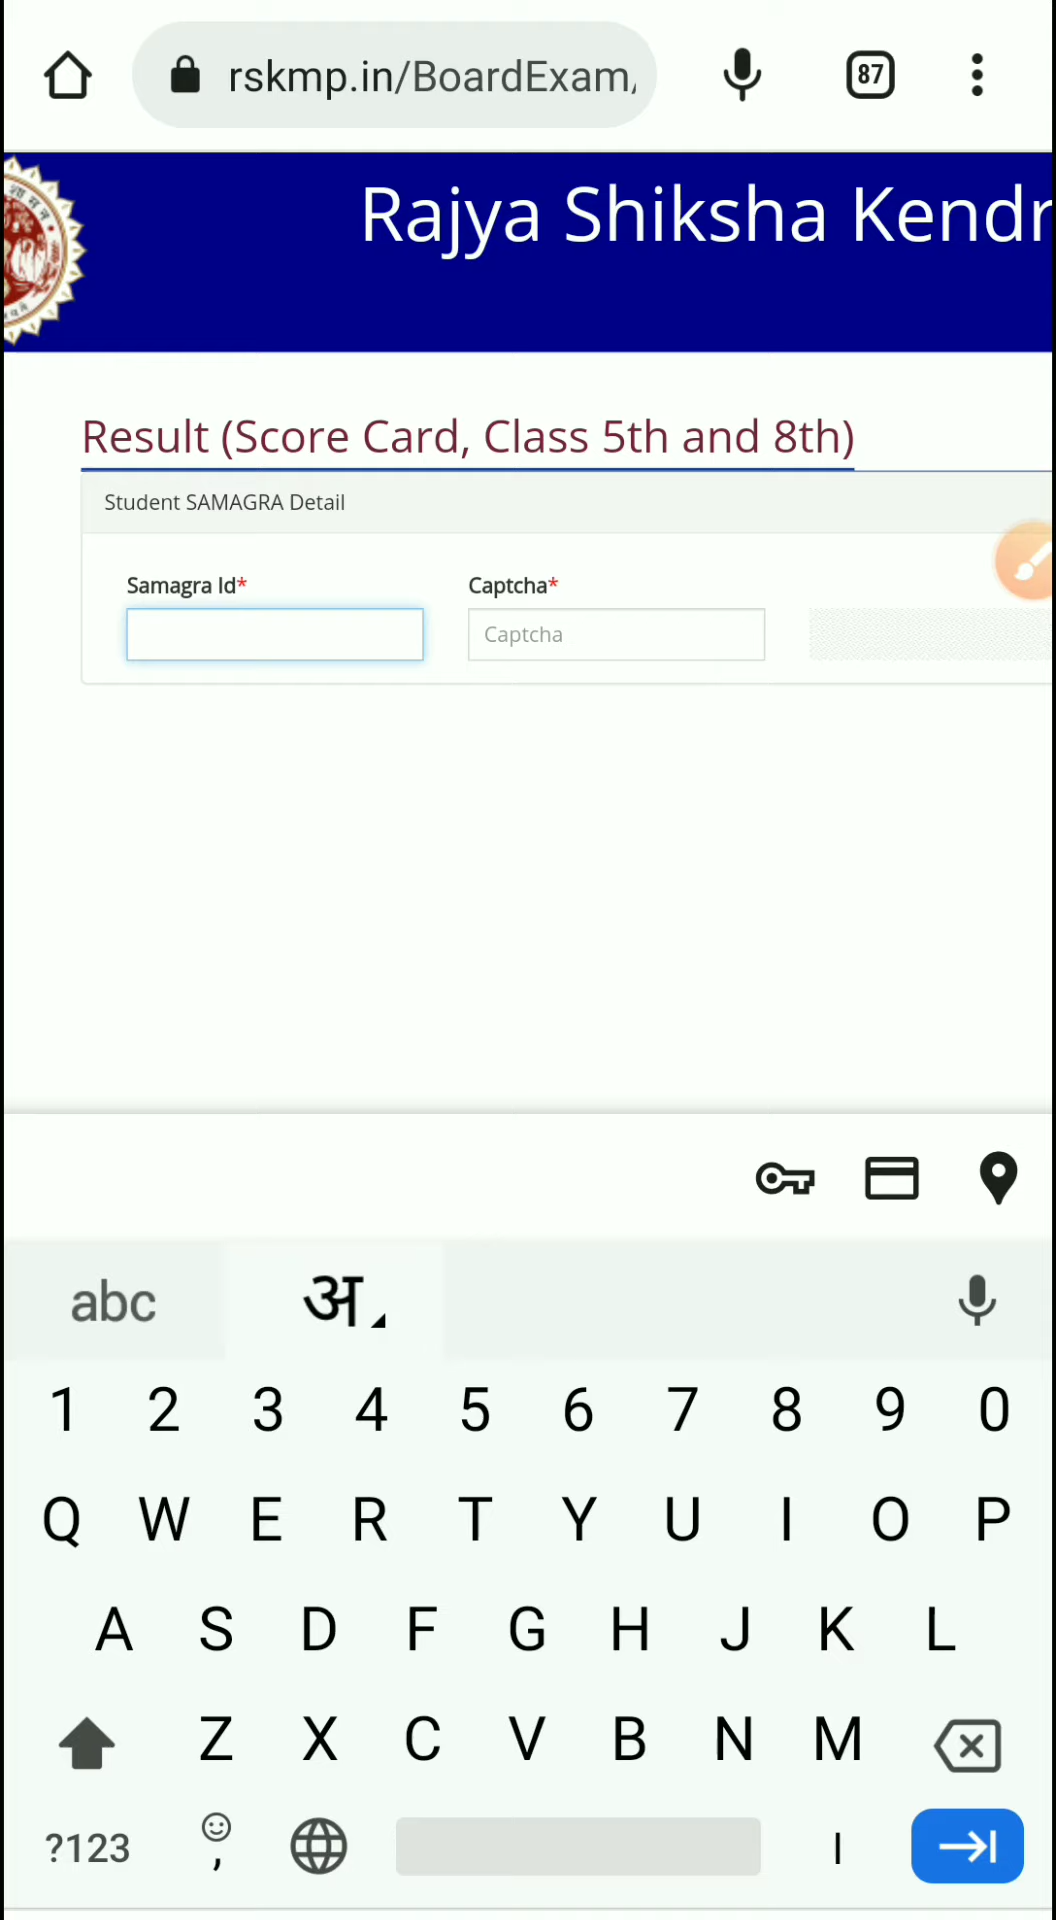 rskmp.in/BoardExam/
87
Rajya Shiksha Kendr
Result (Score Card, Class 5th and 8th)
Student SAMAGRA Detail
Samagra Id* Captcha*
Captcha
abc अ
1 2 3 4 5 6 7 8 9 0
Q W E R T Y U I O P
A S D F G H J K L
Z X C V B N M
?123 , |